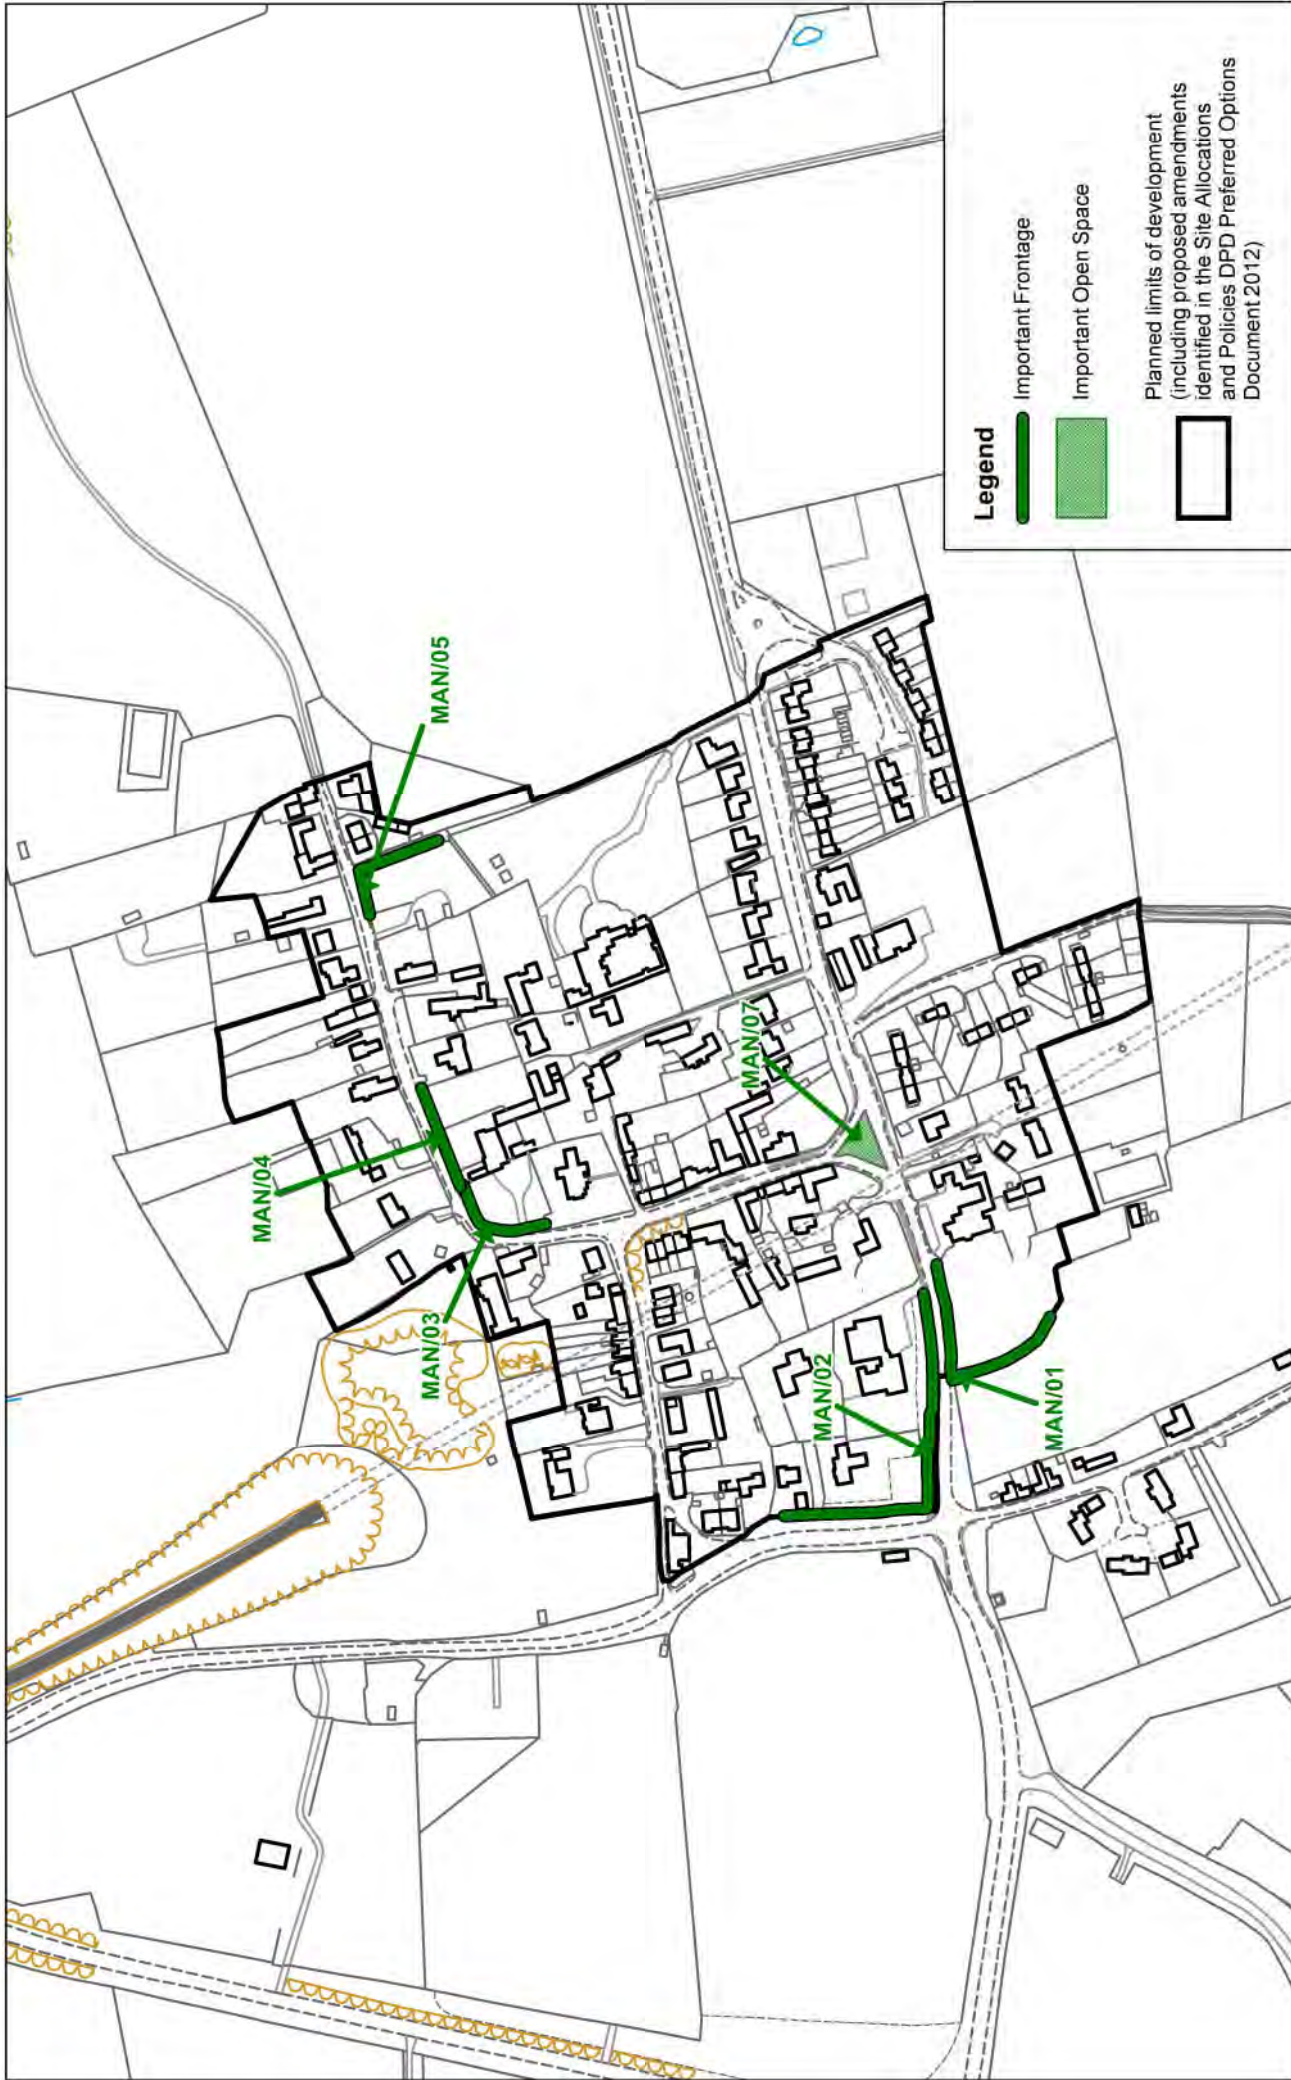 MAN/05
MAN/04
MAN/03
MAN/07
MAN/02
MAN/01
Legend
Important Frontage
Important Open Space
Planned limits of development
(including proposed amendments
identified in the Site Allocations
and Policies DPD Preferred Options
Document 2012)